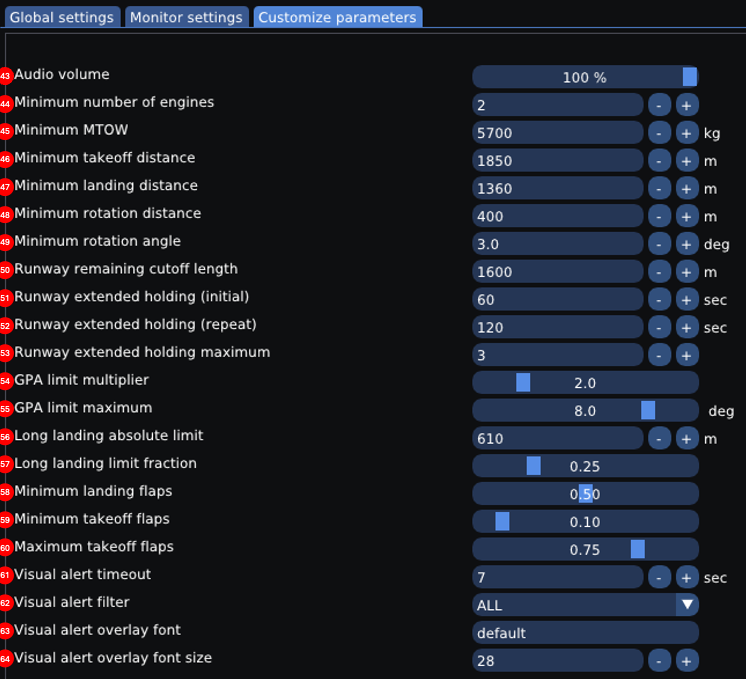 Global settings Monitor settings Customize parameters
43 Audio volume 100 %
44 Minimum number of engines 2 - +
45 Minimum MTOW 5700 - + kg
46 Minimum takeoff distance 1850 - + m
47 Minimum landing distance 1360 - + m
48 Minimum rotation distance 400 - + m
49 Minimum rotation angle 3.0 - + deg
50 Runway remaining cutoff length 1600 - + m
51 Runway extended holding (initial) 60 - + sec
52 Runway extended holding (repeat) 120 - + sec
53 Runway extended holding maximum 3 - +
54 GPA limit multiplier 2.0
55 GPA limit maximum 8.0 deg
56 Long landing absolute limit 610 - + m
57 Long landing limit fraction 0.25
58 Minimum landing flaps 0.50
59 Minimum takeoff flaps 0.10
60 Maximum takeoff flaps 0.75
61 Visual alert timeout 7 - + sec
62 Visual alert filter ALL
63 Visual alert overlay font default
64 Visual alert overlay font size 28 - +